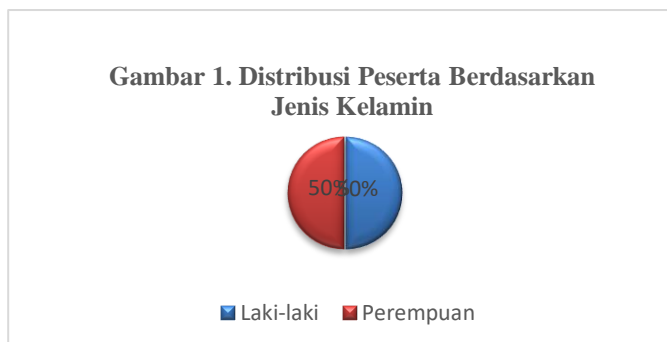 Gambar 1. Distribusi Peserta Berdasarkan
Jenis Kelamin
50% 50%
Laki-laki Perempuan